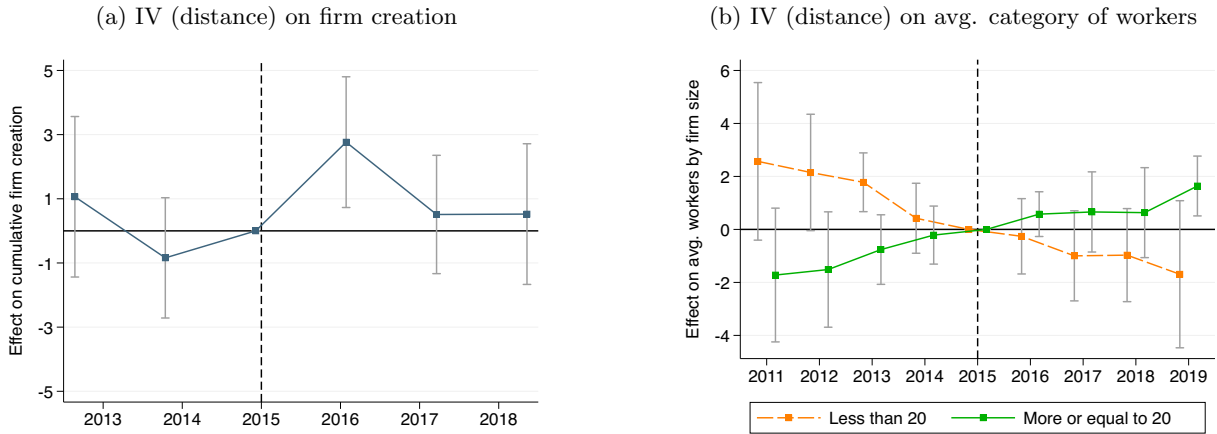 (a) IV (distance) on firm creation
Effect on cumulative firm creation
5
3
1
-1
-3
-5
2013 2014 2015 2016 2017 2018
(b) IV (distance) on avg. category of workers
Effect on avg. workers by firm size
6
4
2
0
-2
-4
2011 2012 2013 2014 2015 2016 2017 2018 2019
Less than 20 More or equal to 20